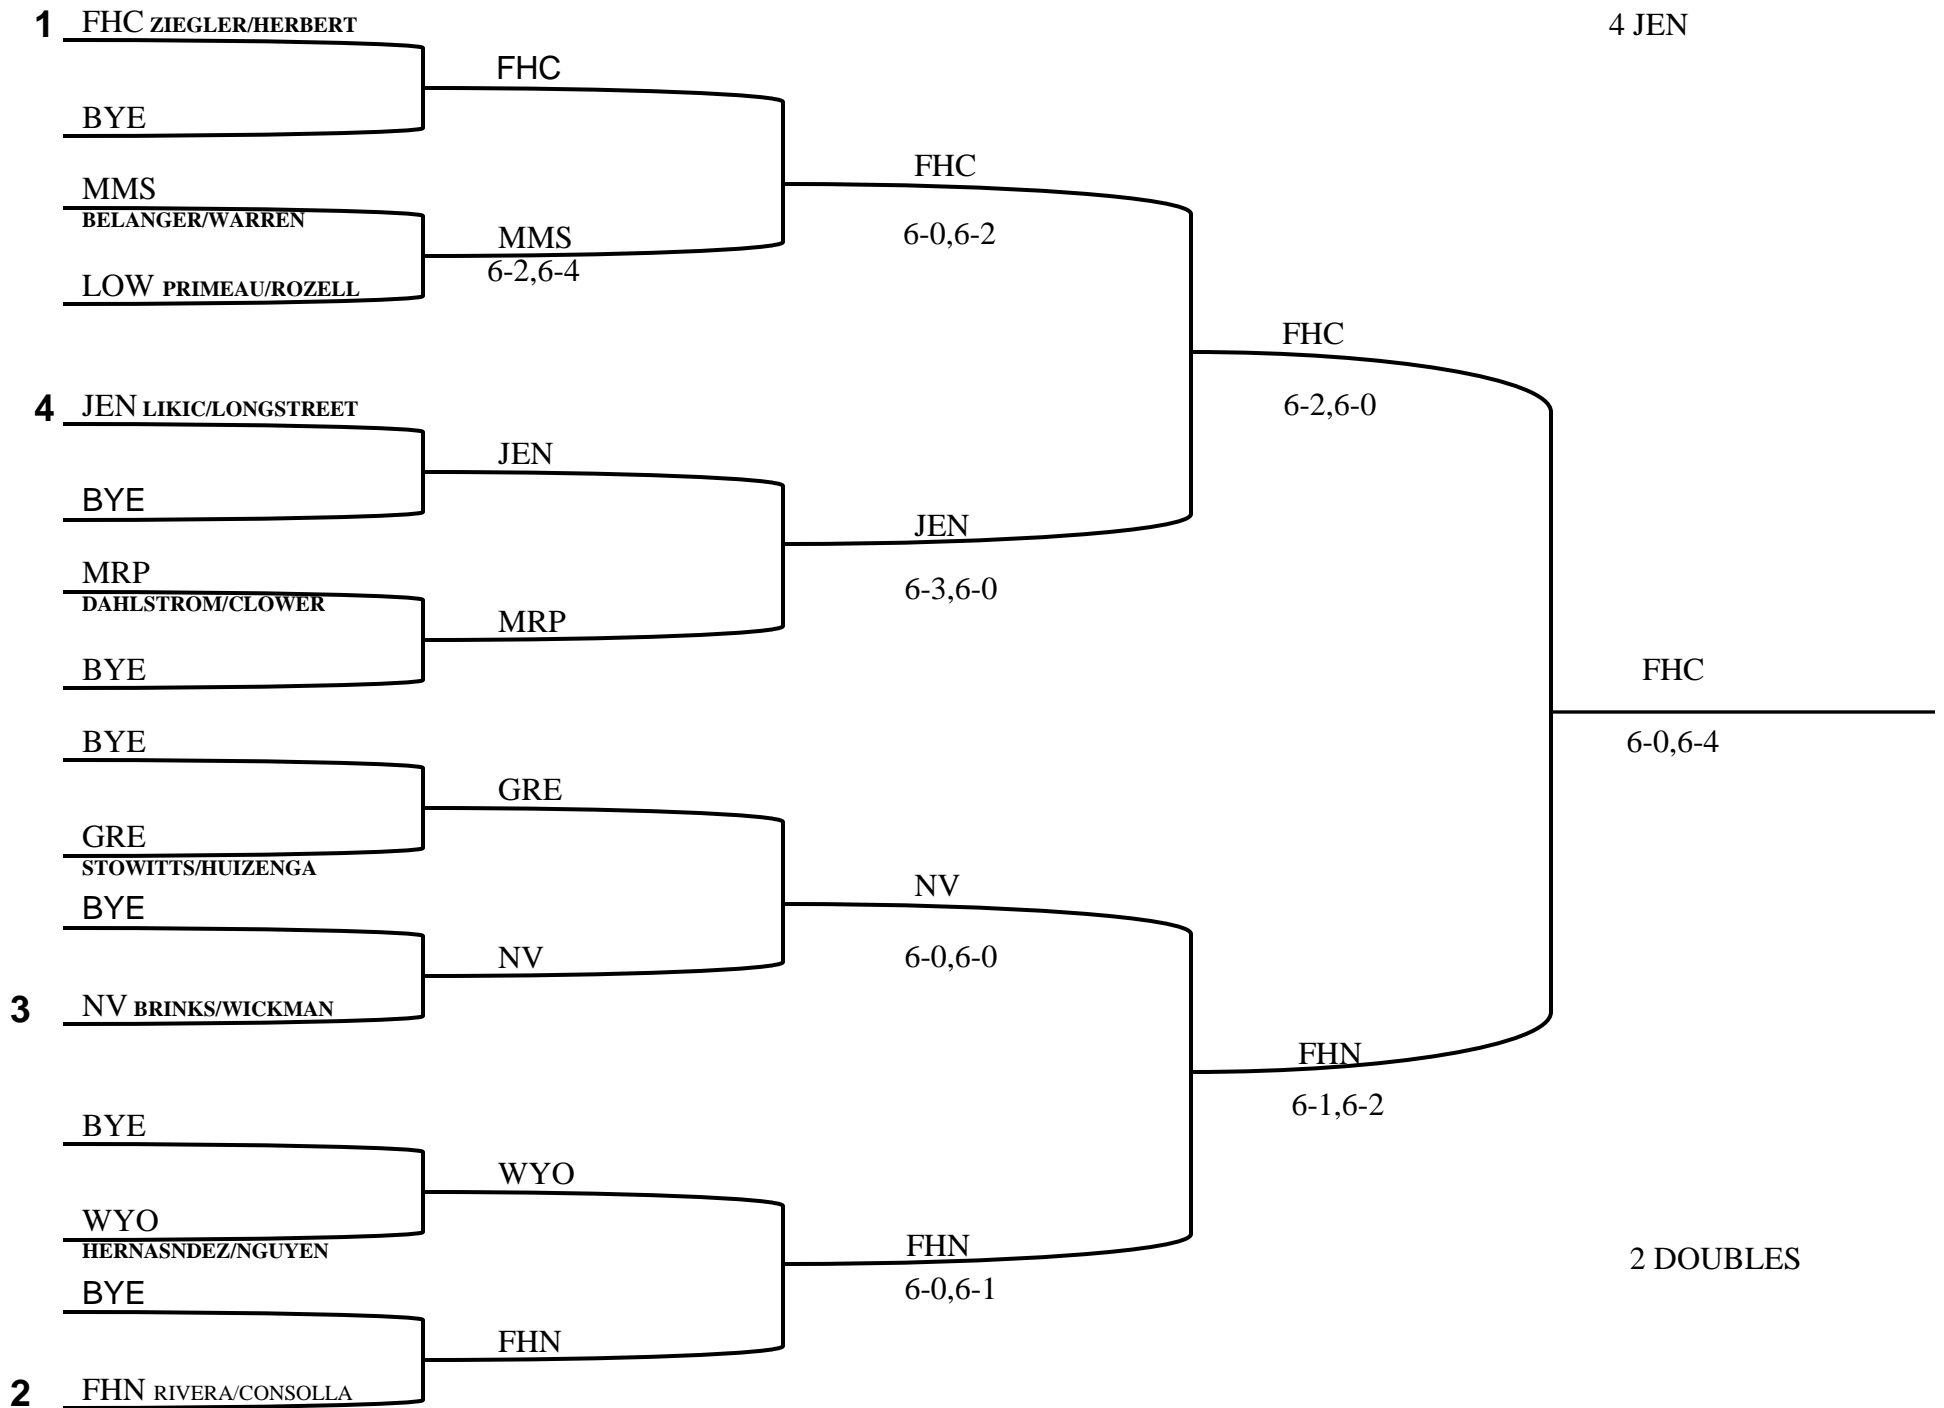 1 FHC ZIEGLER/HERBERT
4 JEN
FHC
BYE
MMS
BELANGER/WARREN
FHC
6-0,6-2
MMS
6-2,6-4
LOW PRIMEAU/ROZELL
FHC
6-2,6-0
4 JEN LIKIC/LONGSTREET
JEN
BYE
JEN
6-3,6-0
MRP
DAHLSTROM/CLOWER
MRP
BYE
FHC
6-0,6-4
BYE
GRE
GRE
STOWITTS/HUIZENGA
NV
6-0,6-0
BYE
NV
3 NV BRINKS/WICKMAN
FHN
6-1,6-2
BYE
WYO
WYO
HERNASNDEZ/NGUYEN
FHN
6-0,6-1
2 DOUBLES
BYE
FHN
2 FHN RIVERA/CONSOLLA